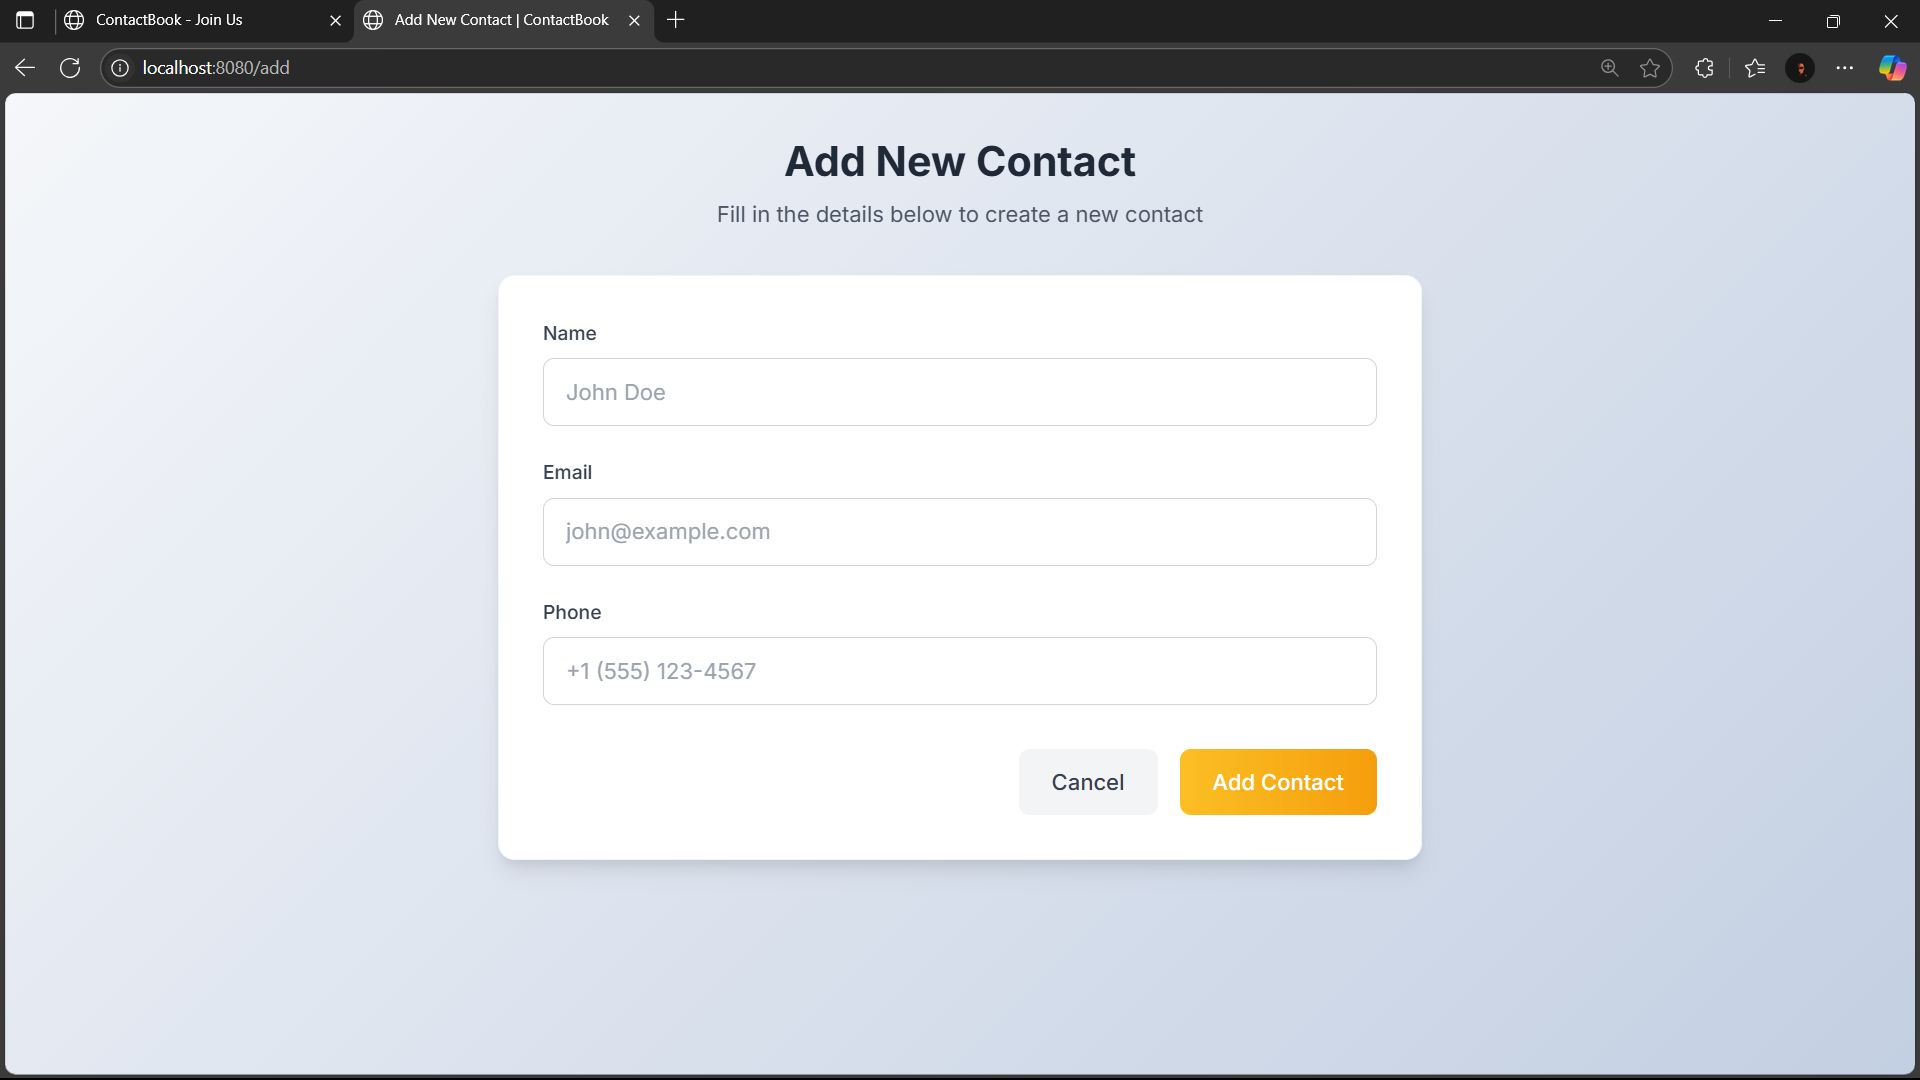 ContactBook - Join Us
Add New Contact | ContactBook
localhost:8080/add
Add New Contact
Fill in the details below to create a new contact
Name
John Doe
Email
john@example.com
Phone
+1 (555) 123-4567
Cancel
Add Contact